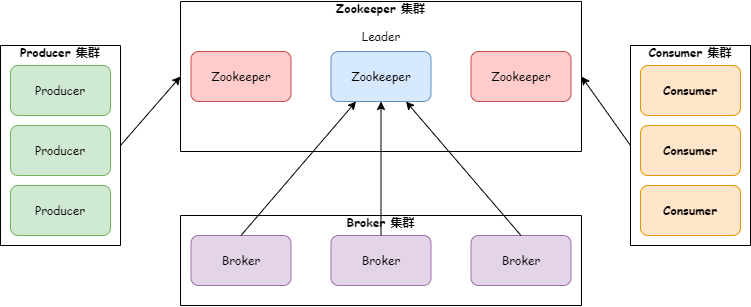 Zookeeper 集群
Leader
Zookeeper
Zookeeper
Zookeeper
Producer 集群
Producer
Producer
Producer
Consumer 集群
Consumer
Consumer
Consumer
Broker 集群
Broker
Broker
Broker